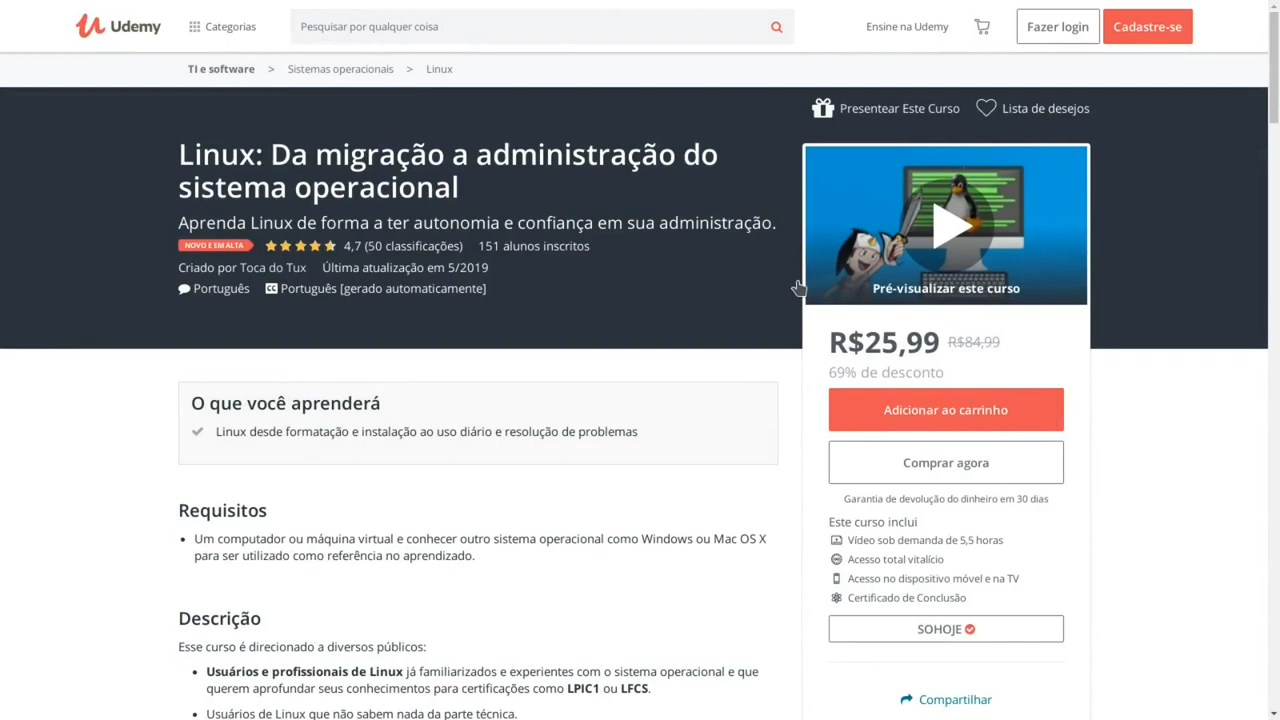 Udemy
Categorias
Pesquisar por qualquer coisa
Ensine na Udemy
Fazer login
Cadastre-se
TI e software > Sistemas operacionais > Linux
Presentear Este Curso
Lista de desejos
Linux: Da migração a administração do
sistema operacional
Aprenda Linux de forma a ter autonomia e confiança em sua administração.
NOVO E EM ALTA 4,7 (50 classificações) 151 alunos inscritos
Criado por Toca do Tux Última atualização em 5/2019
Português CC Português [gerado automaticamente]
Pré-visualizar este curso
R$25,99 R$84,99
69% de desconto
Adicionar ao carrinho
Comprar agora
Garantia de devolução do dinheiro em 30 dias
Este curso inclui
Vídeo sob demanda de 5,5 horas
Acesso total vitalício
Acesso no dispositivo móvel e na TV
Certificado de Conclusão
SOHOJE
Compartilhar
O que você aprenderá
Linux desde formatação e instalação ao uso diário e resolução de problemas
Requisitos
• Um computador ou máquina virtual e conhecer outro sistema operacional como Windows ou Mac OS X
para ser utilizado como referência no aprendizado.
Descrição
Esse curso é direcionado a diversos públicos:
• Usuários e profissionais de Linux já familiarizados e experientes com o sistema operacional e que
querem aprofundar seus conhecimentos para certificações como LPIC1 ou LFCS.
• Usuários de Linux que não sabem nada da parte técnica.